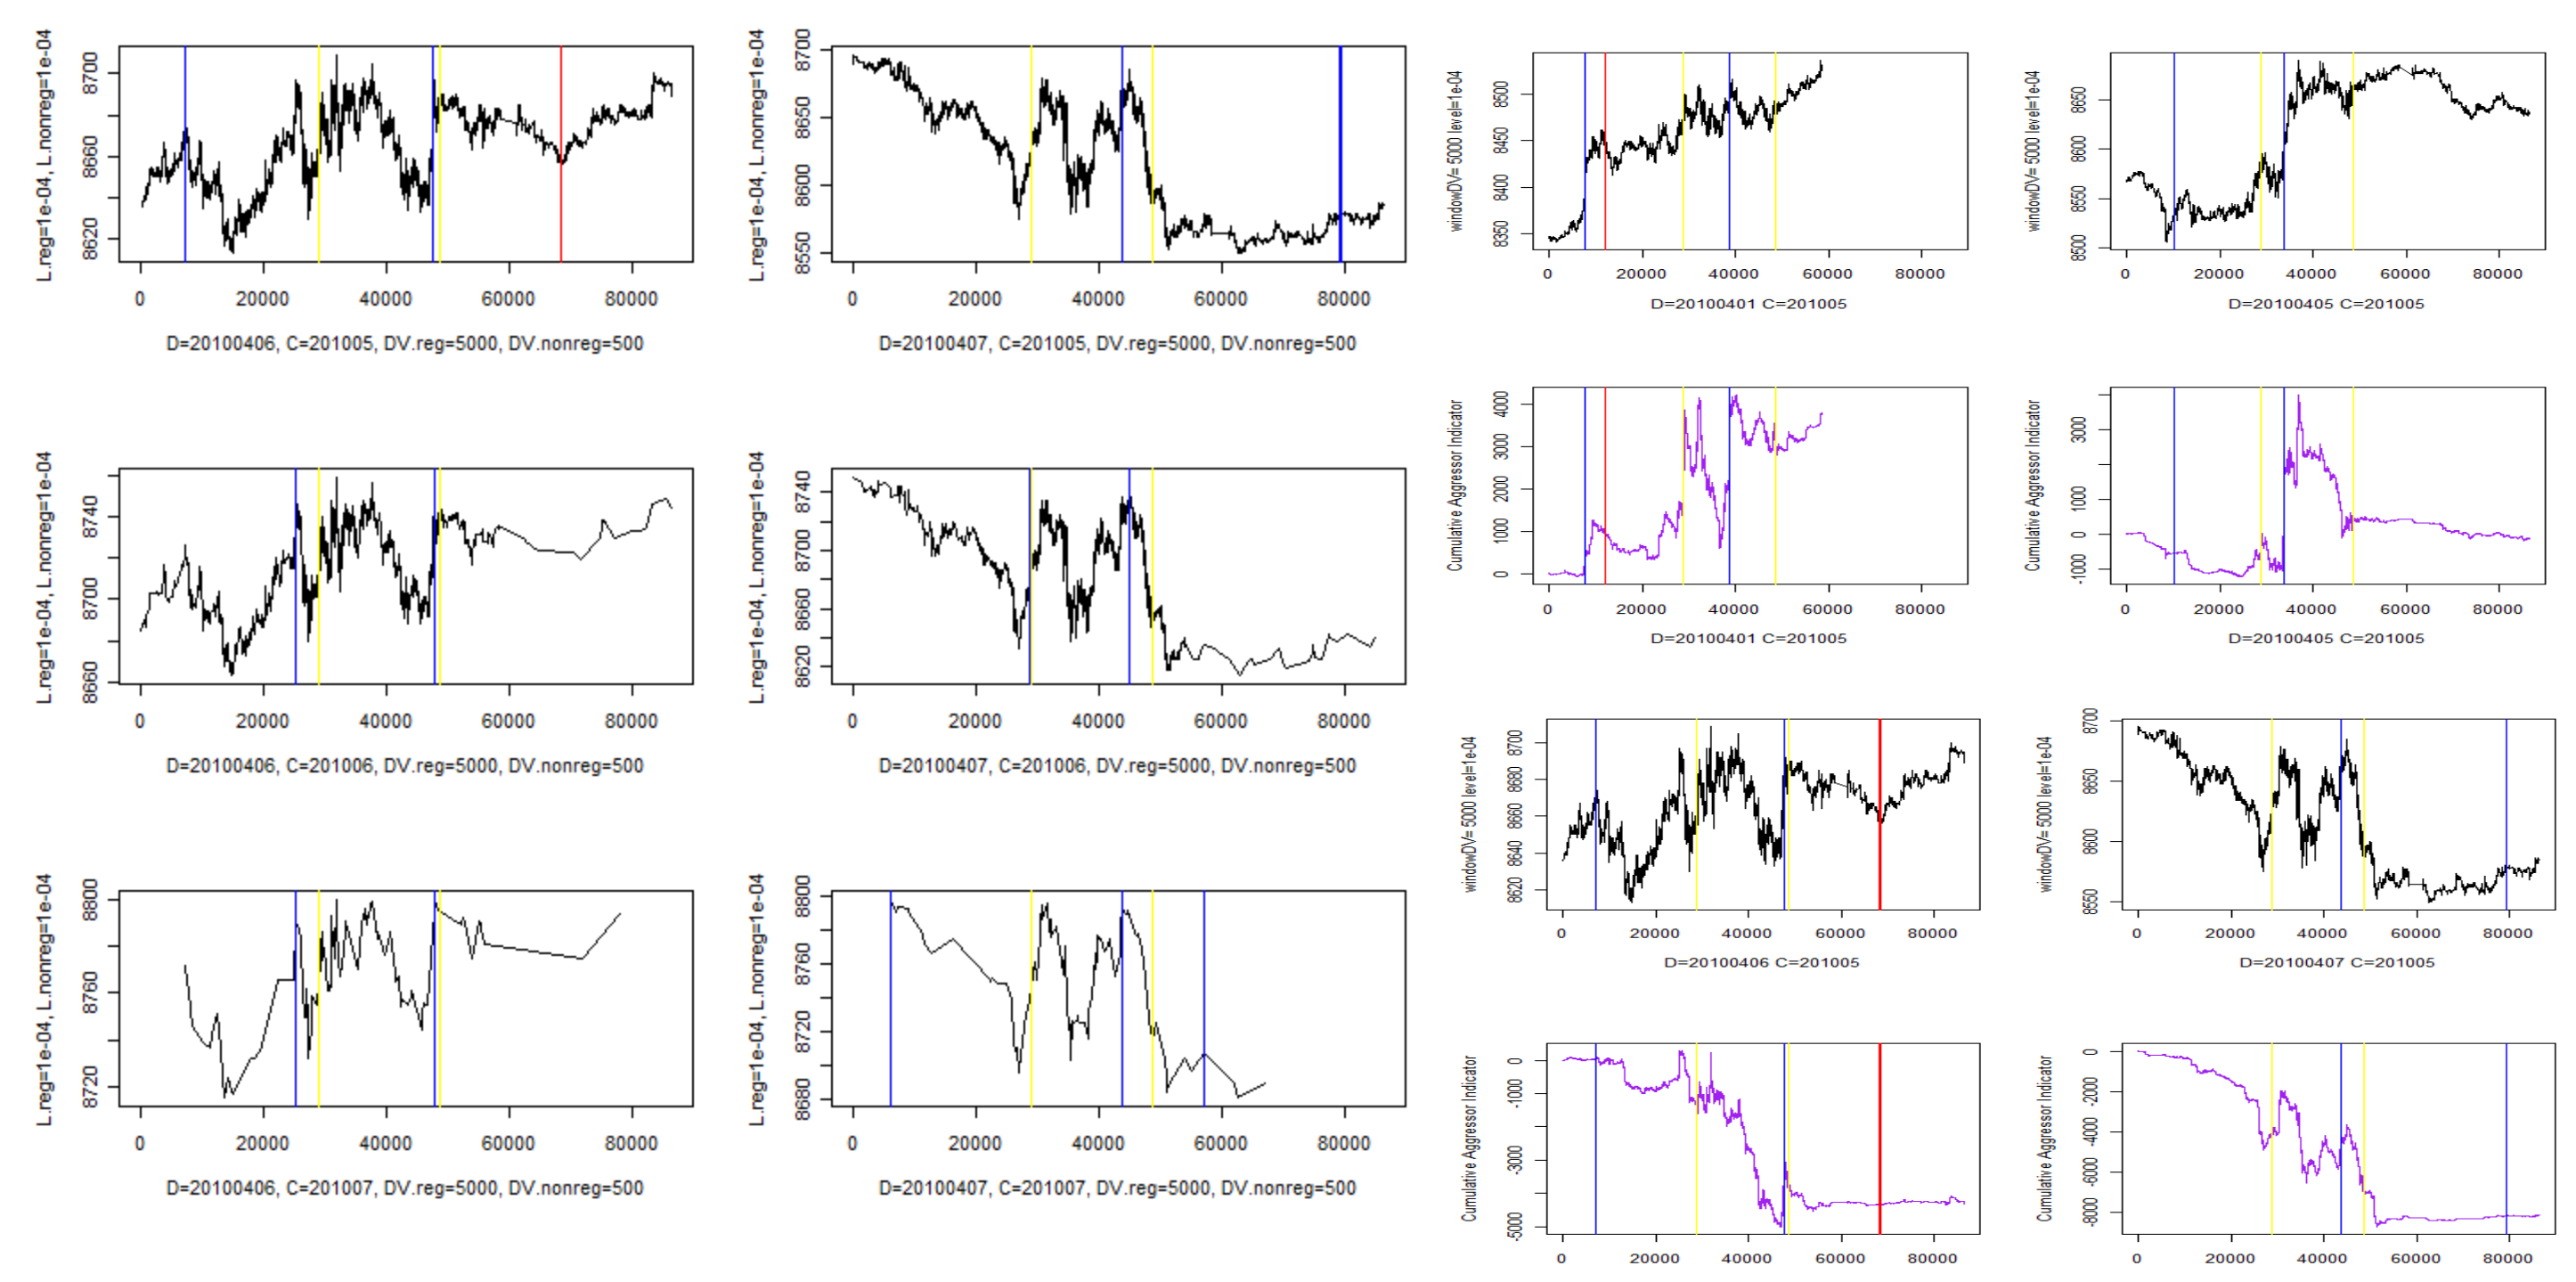 L.reg=1e-04, L.nonreg=1e-04
8620 8660 8700
0 20000 40000 60000 80000
D=20100406, C=201005, DV.reg=5000, DV.nonreg=500
L.reg=1e-04, L.nonreg=1e-04
8550 8600 8650 8700
0 20000 40000 60000 80000
D=20100407, C=201005, DV.reg=5000, DV.nonreg=500
windowDV= 5000 level=1e-04
8350 8400 8450 8500
0 20000 40000 60000 80000
D=20100401 C=201005
windowDV= 5000 level=1e-04
8500 8550 8600 8650
0 20000 40000 60000 80000
D=20100405 C=201005
L.reg=1e-04, L.nonreg=1e-04
8660 8700 8740
0 20000 40000 60000 80000
D=20100406, C=201006, DV.reg=5000, DV.nonreg=500
L.reg=1e-04, L.nonreg=1e-04
8620 8660 8700 8740
0 20000 40000 60000 80000
D=20100407, C=201006, DV.reg=5000, DV.nonreg=500
Cumulative Aggressor Indicator
0 1000 2000 3000 4000
0 20000 40000 60000 80000
D=20100401 C=201005
Cumulative Aggressor Indicator
-1000 0 1000 3000
0 20000 40000 60000 80000
D=20100405 C=201005
L.reg=1e-04, L.nonreg=1e-04
8720 8760 8800
0 20000 40000 60000 80000
D=20100406, C=201007, DV.reg=5000, DV.nonreg=500
L.reg=1e-04, L.nonreg=1e-04
8680 8720 8760 8800
0 20000 40000 60000 80000
D=20100407, C=201007, DV.reg=5000, DV.nonreg=500
windowDV= 5000 level=1e-04
8620 8640 8660 8680 8700
0 20000 40000 60000 80000
D=20100406 C=201005
windowDV= 5000 level=1e-04
8550 8600 8650 8700
0 20000 40000 60000 80000
D=20100407 C=201005
Cumulative Aggressor Indicator
-5000 -3000 -1000 0
0 20000 40000 60000 80000
Cumulative Aggressor Indicator
-8000 -6000 -4000 -2000 0
0 20000 40000 60000 80000